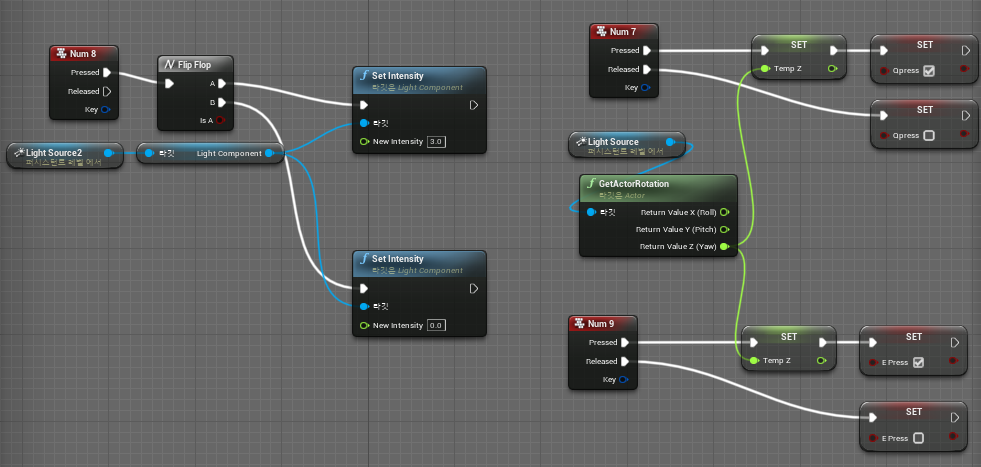 Num 8
Pressed
Released
Key
Flip Flop
A
B
Is A
Light Source2
퍼시스턴트 레벨 에서
타깃
Light Component
Set Intensity
타깃은 Light Component
타깃
New Intensity 3.0
Set Intensity
타깃은 Light Component
타깃
New Intensity 0.0
Num 7
Pressed
Released
Key
SET
Temp Z
SET
Qpress
SET
Qpress
Light Source
퍼시스턴트 레벨 에서
GetActorRotation
타깃은 Actor
타깃
Return Value X (Roll)
Return Value Y (Pitch)
Return Value Z (Yaw)
Num 9
Pressed
Released
Key
SET
Temp Z
SET
E Press
SET
E Press